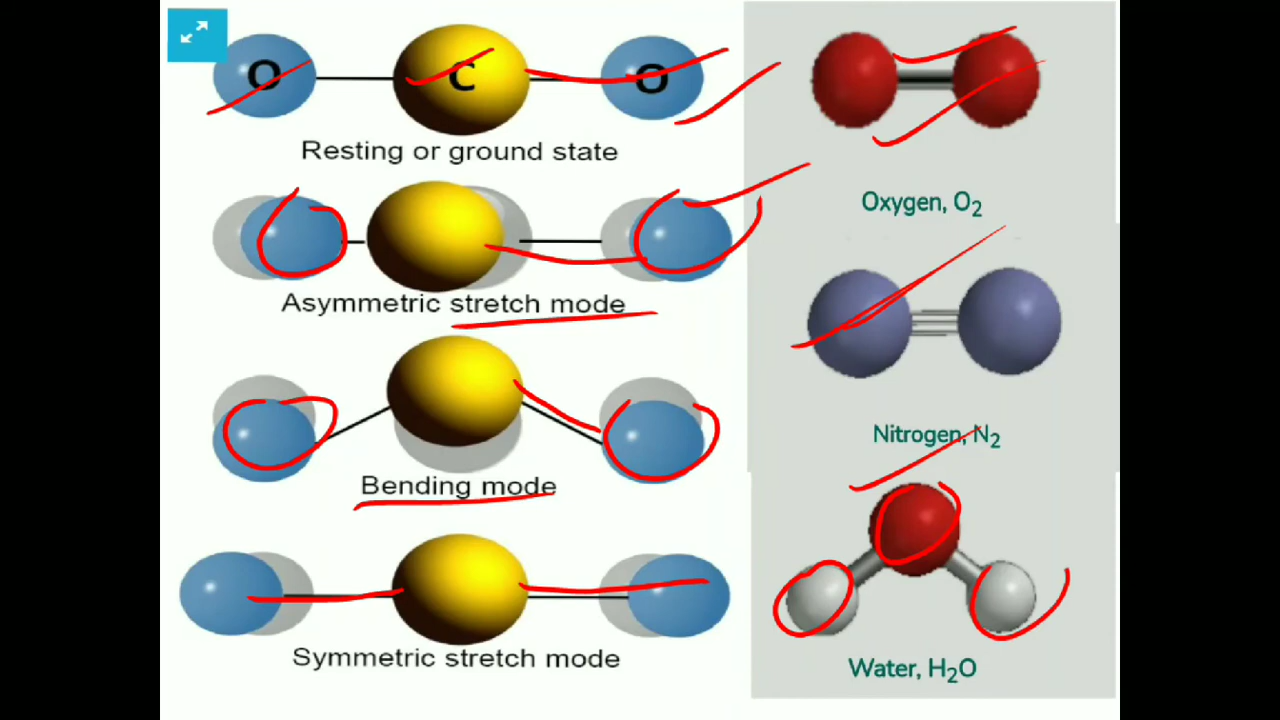 O C O
Resting or ground state
Asymmetric stretch mode
Bending mode
Symmetric stretch mode
Oxygen, O₂
Nitrogen, N₂
Water, H₂O